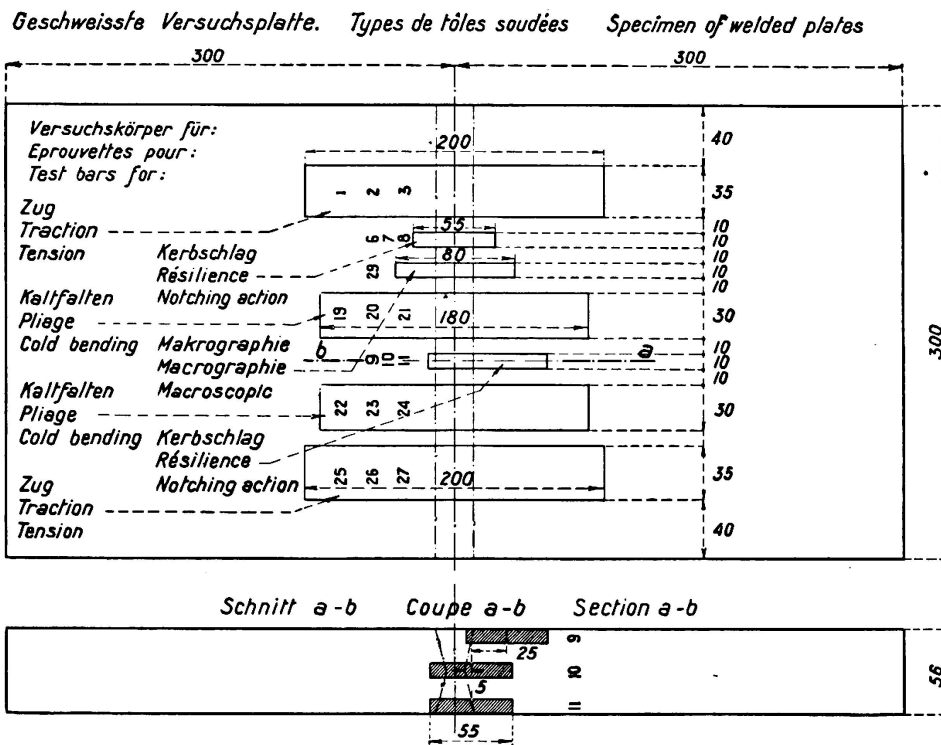 Geschweisste Versuchsplatte. Types de tôles soudées Specimen of welded plates
300 300
Versuchskörper für:
Eprouvettes pour:
Test bars for:
200
40
1 2 3
35
Zug
Traction
Tension
55
6 7 8
10
10
10
10
10
80
29
Kerbschlag
Résilience
Notching action
Kaltfalten
Pliage
Cold bending
19 20 21
180
30
300
Makrographie
Macrographie
Macroscopic
b a
9 10 11
10
10
10
Kaltfalten
Pliage
Cold bending
22 23 24
30
Kerbschlag
Résilience
Notching action
25 26 27
200
35
Zug
Traction
Tension
40
Schnitt a-b Coupe a-b Section a-b
9
25
10
5
11
55
56